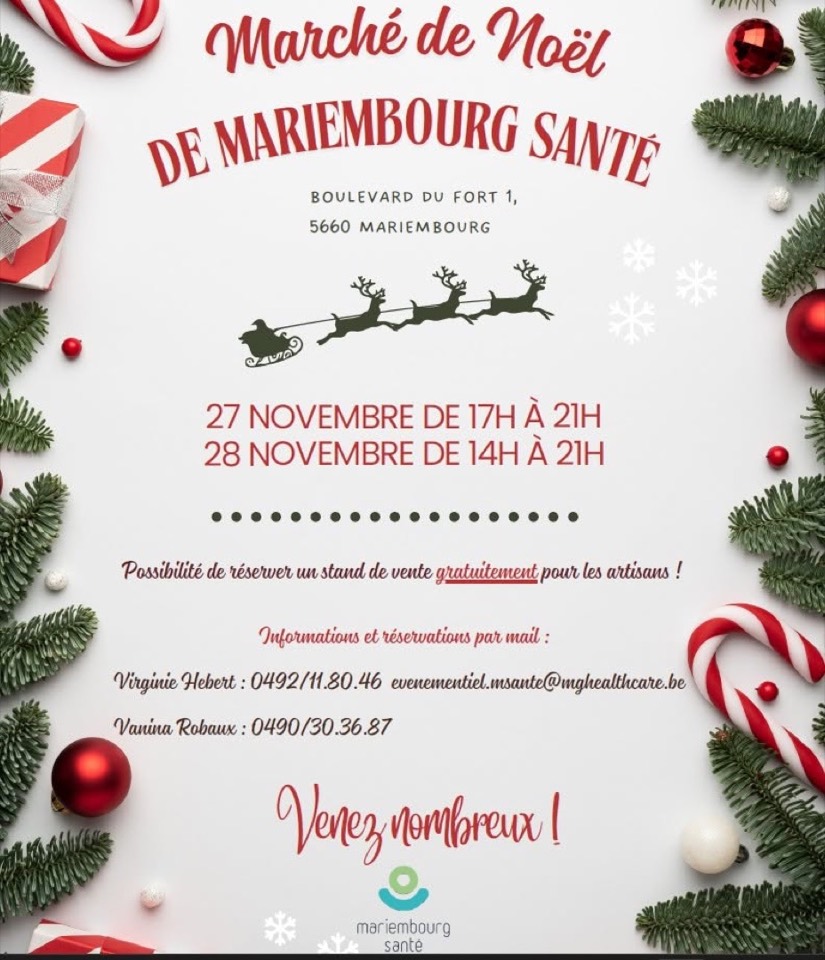 Marché de Noël
DE MARIEMBOURG SANTÉ
BOULEVARD DU FORT 1,
5660 MARIEMBOURG
27 NOVEMBRE DE 17H À 21H
28 NOVEMBRE DE 14H À 21H
Possibilité de réserver un stand de vente gratuitement pour les artisans !
Informations et réservations par mail :
Virginie Hebert : 0492/11.80.46 evenementiel.msante@mghealthcare.be
Vanina Robaux : 0490/30.36.87
Venez nombreux !
mariembourg
santé